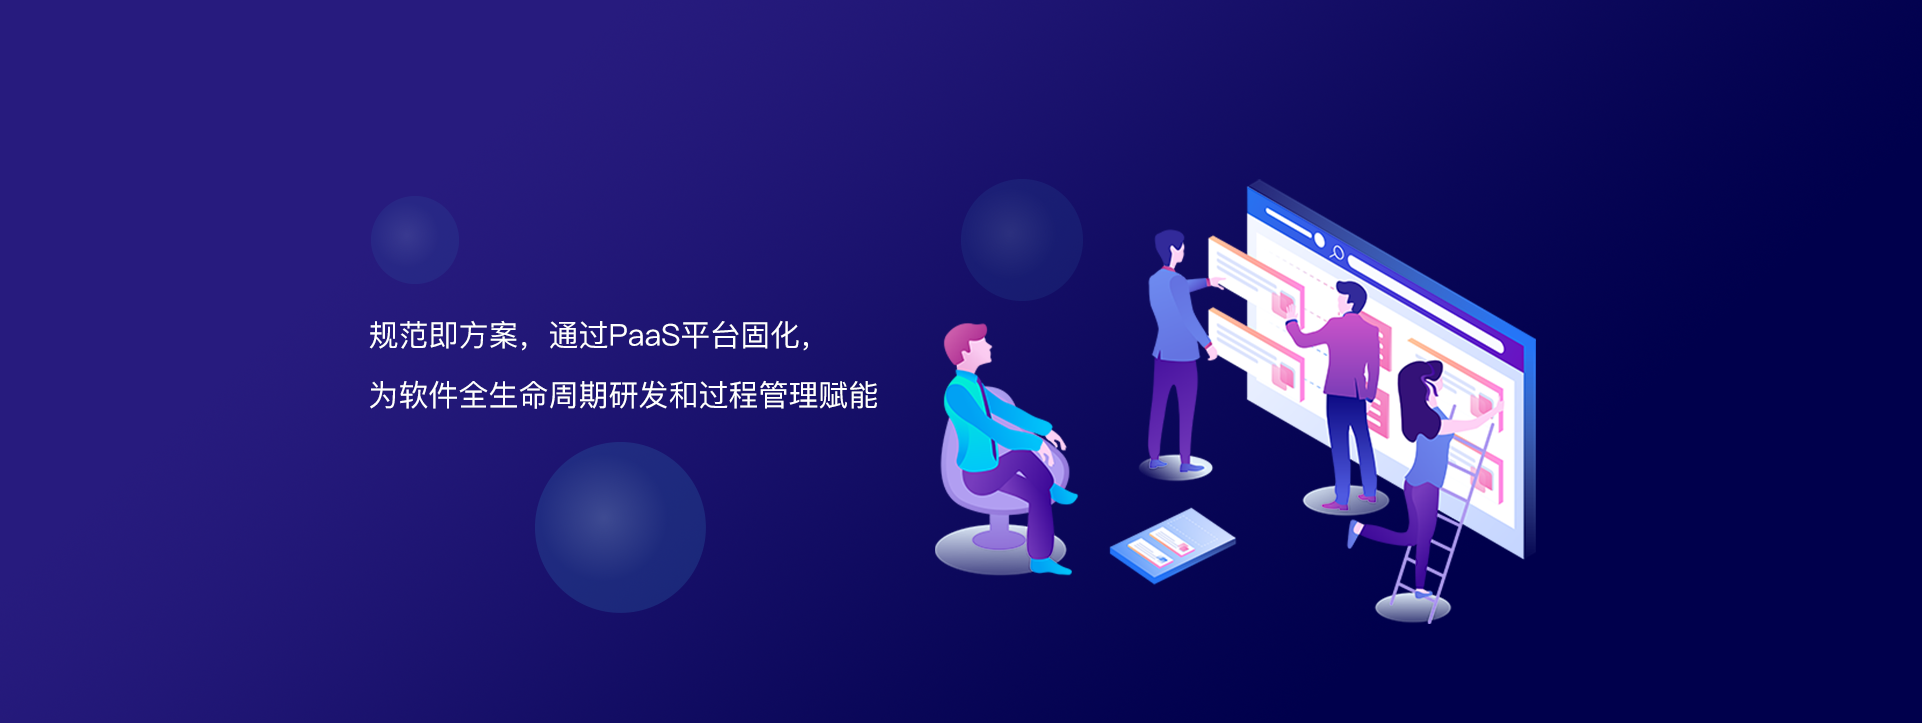 规范即方案，通过PaaS平台固化，
为软件全生命周期研发和过程管理赋能